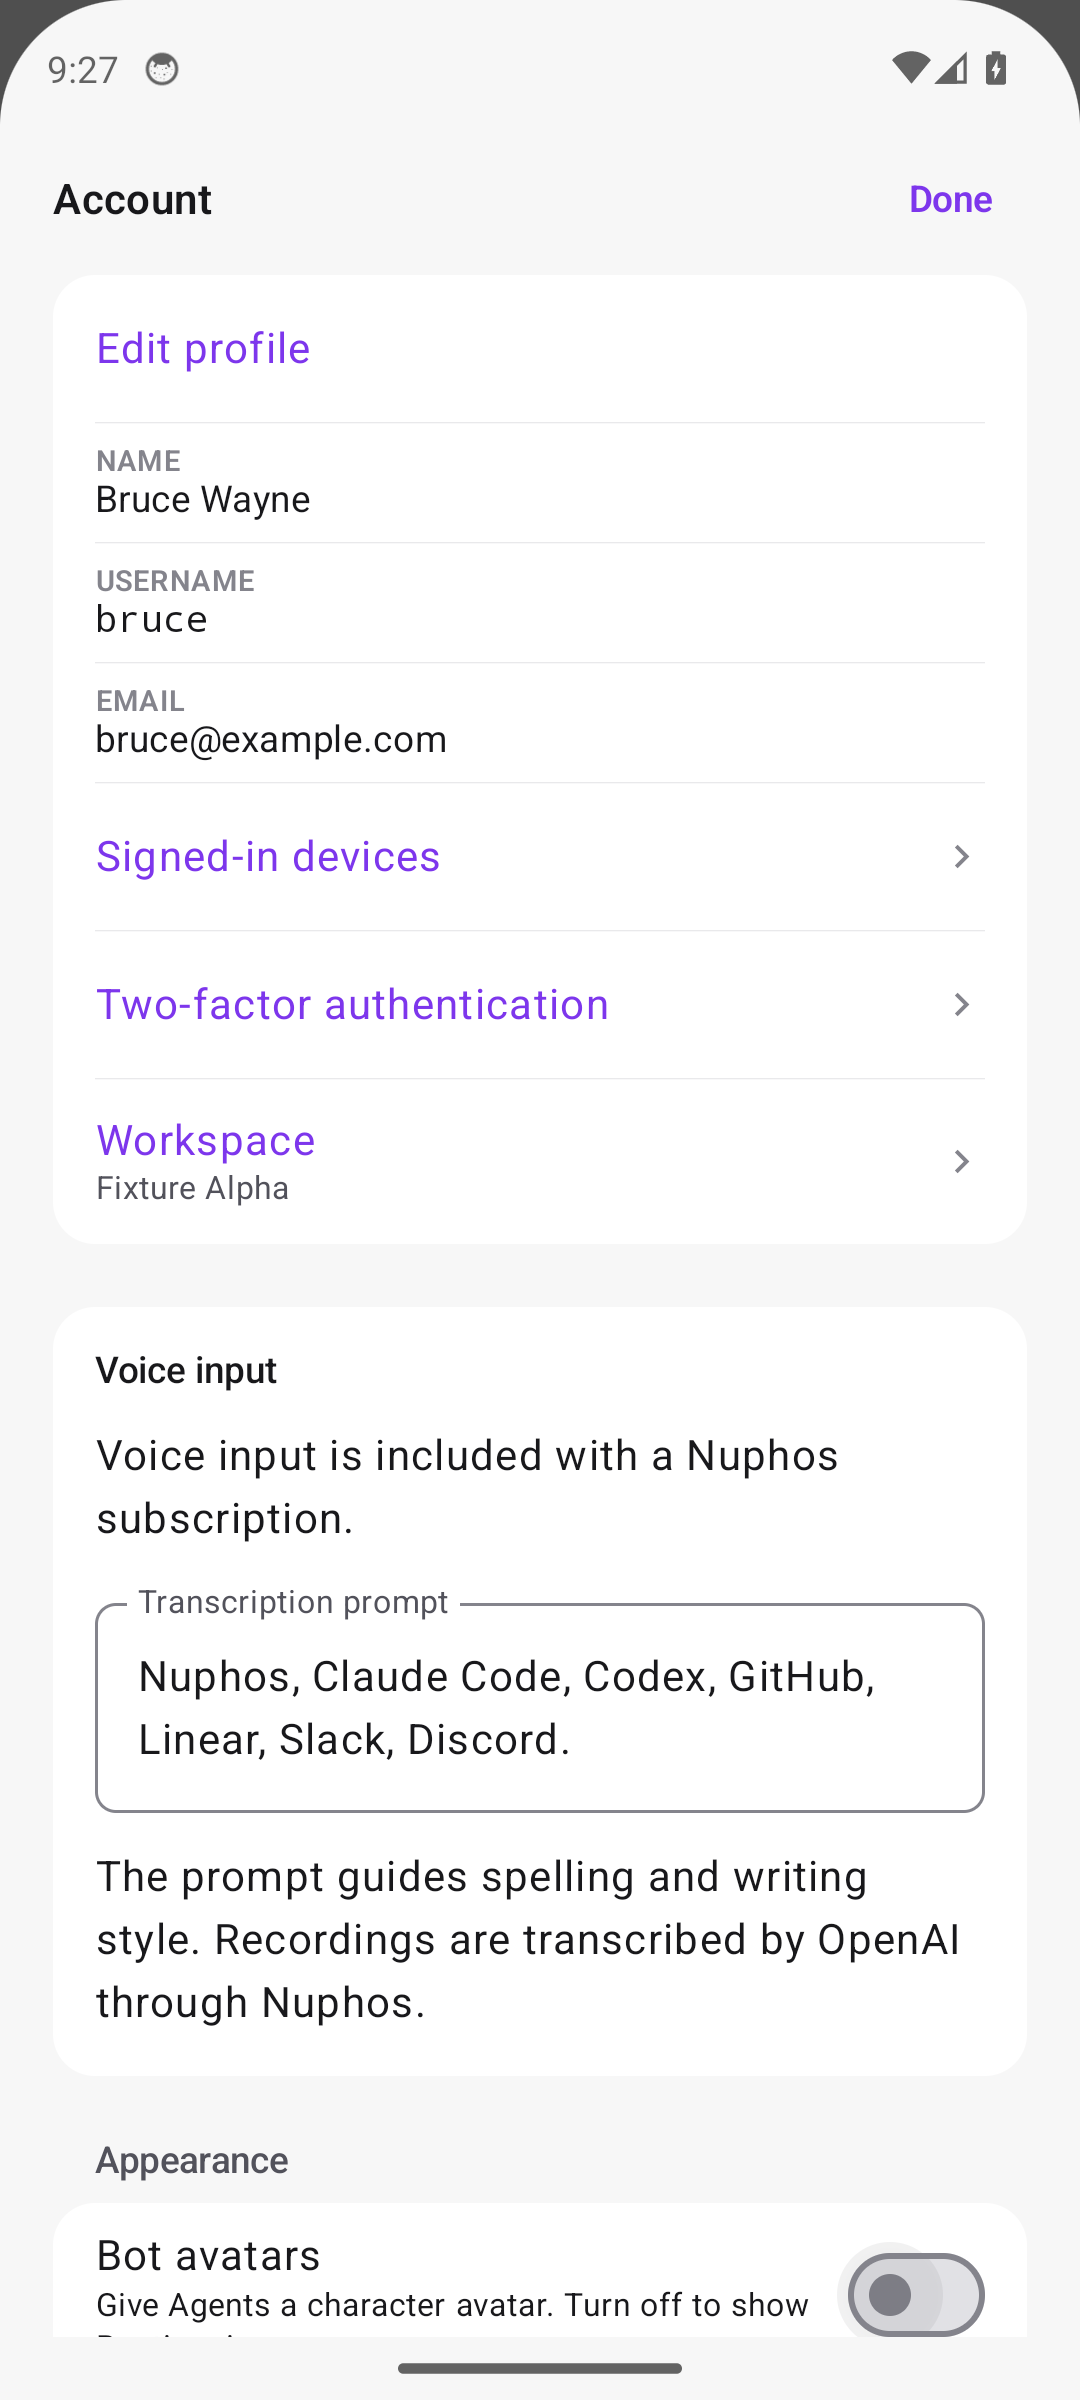 9:27
Account
Done
Edit profile
NAME
Bruce Wayne
USERNAME
bruce
EMAIL
bruce@example.com
Signed-in devices
Two-factor authentication
Workspace
Fixture Alpha
Voice input
Voice input is included with a Nuphos
subscription.
Transcription prompt
Nuphos, Claude Code, Codex, GitHub,
Linear, Slack, Discord.
The prompt guides spelling and writing
style. Recordings are transcribed by OpenAI
through Nuphos.
Appearance
Bot avatars
Give Agents a character avatar. Turn off to show